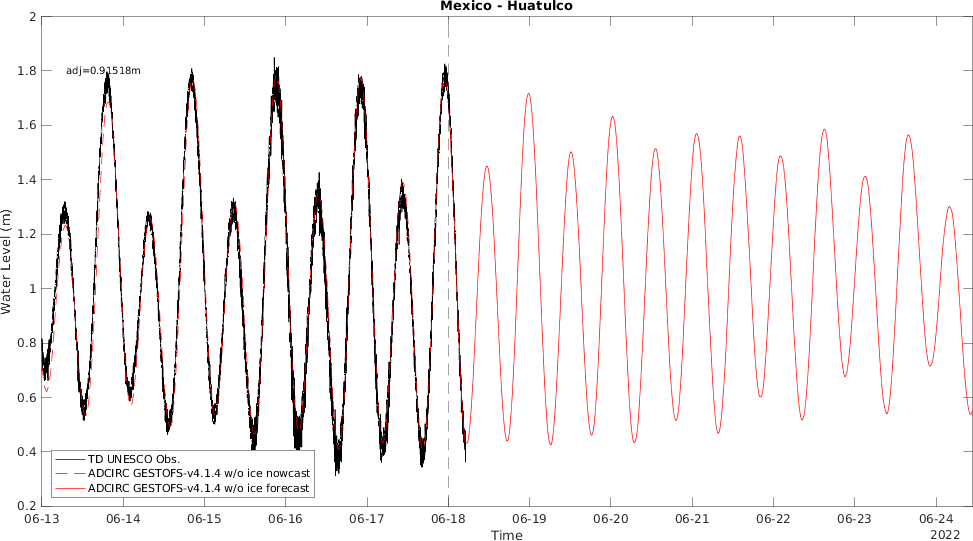 Mexico - Huatulco
2
1.8
1.6
1.4
1.2
1
0.8
0.6
0.4
0.2
Water Level (m)
adj=0.91518m
TD UNESCO Obs.
ADCIRC GESTOFS-v4.1.4 w/o ice nowcast
ADCIRC GESTOFS-v4.1.4 w/o ice forecast
06-13 06-14 06-15 06-16 06-17 06-18 06-19 06-20 06-21 06-22 06-23 06-24
Time
2022